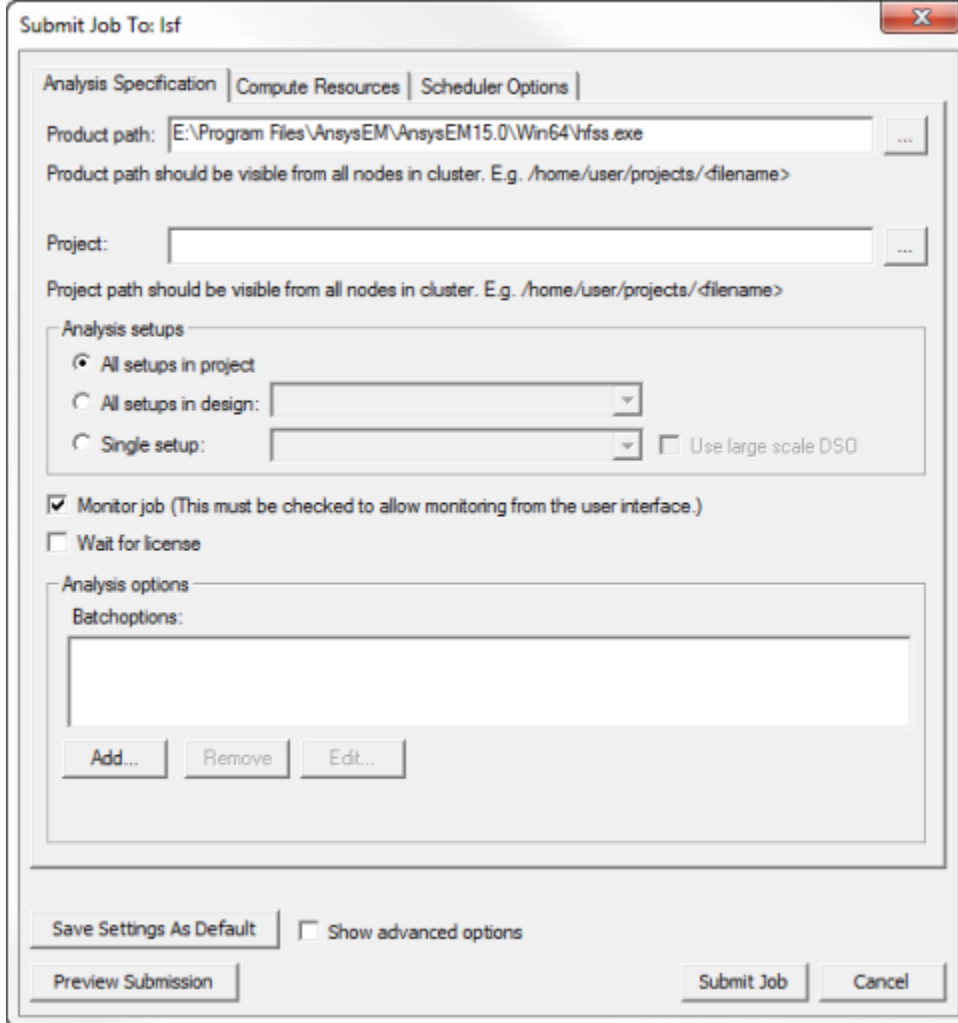 Submit Job To: lsf
Analysis Specification Compute Resources Scheduler Options
Product path: E:\Program Files\AnsysEM\AnsysEM15.0\Win64\hfss.exe ...
Product path should be visible from all nodes in cluster. E.g. /home/user/projects/<filename>
Project: ...
Project path should be visible from all nodes in cluster. E.g. /home/user/projects/<filename>
Analysis setups
All setups in project
All setups in design:
Single setup: Use large scale DSO
Monitor job (This must be checked to allow monitoring from the user interface.)
Wait for license
Analysis options
Batchoptions:
Add... Remove Edit...
Save Settings As Default Show advanced options
Preview Submission Submit Job Cancel